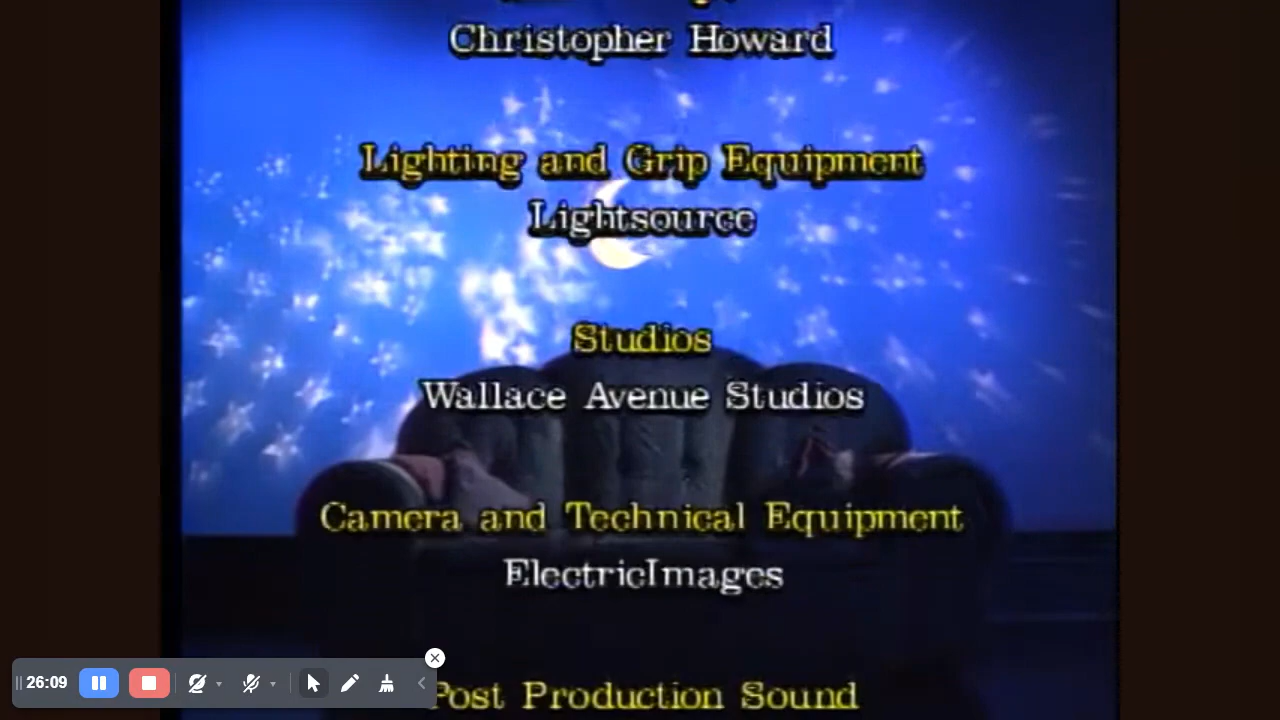 Christopher Howard
Lighting and Grip Equipment
Lightsource
Studios
Wallace Avenue Studios
Camera and Technical Equipment
ElectricImages
26:09
Post Production Sound